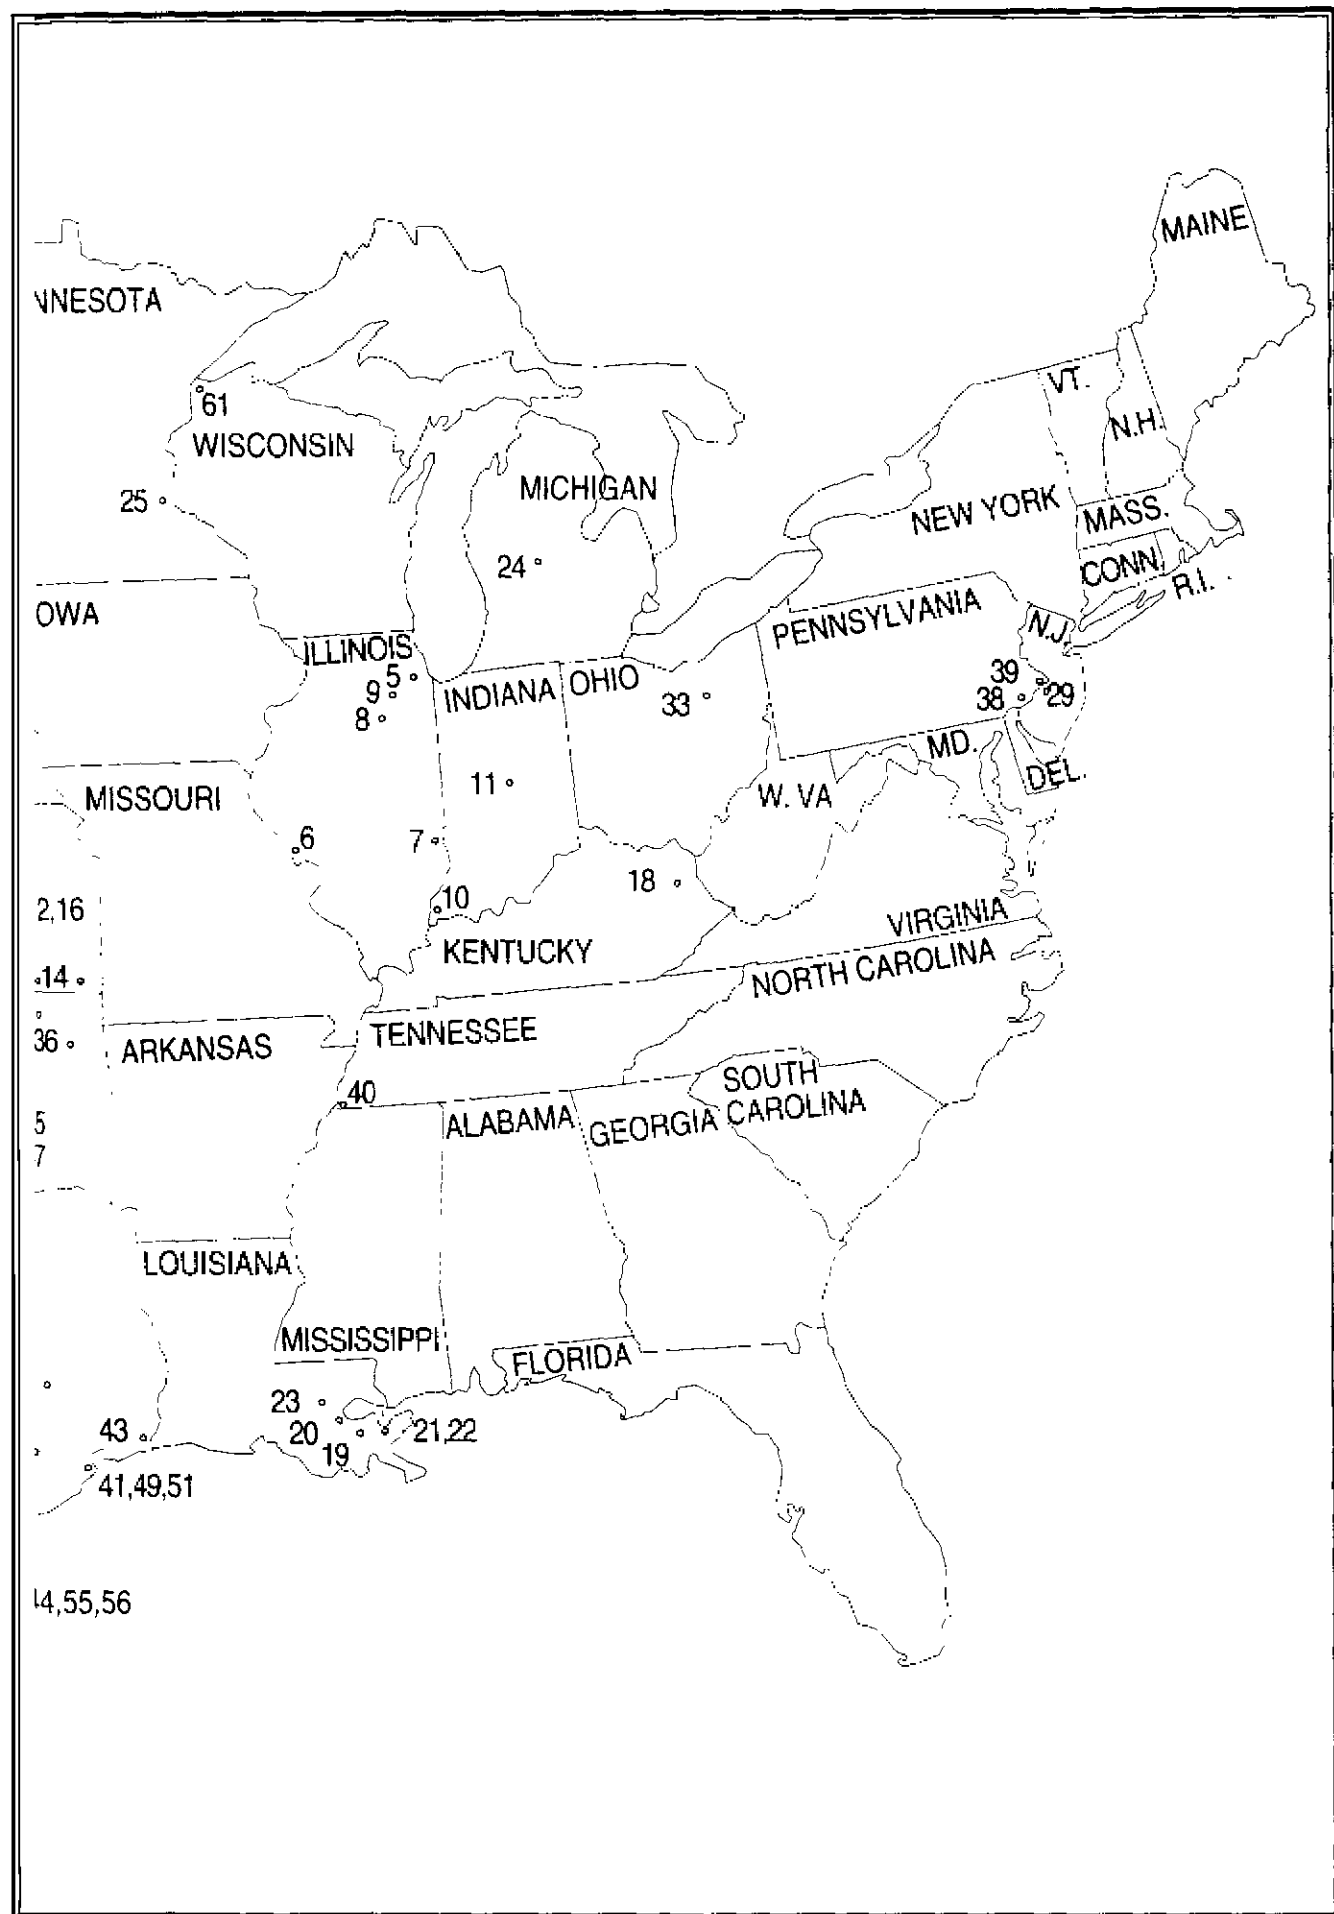 MAINE
VNESOTA
VT.
61
N.H.
WISCONSIN
MICHIGAN
25
NEW YORK
MASS.
24
CONN.
R.I.
OWA
PENNSYLVANIA
N.J.
ILLINOIS
5
9
8
INDIANA
OHIO
33
39
38
29
MD.
DEL.
11
W. VA
MISSOURI
6
7
18
10
2,16
VIRGINIA
KENTUCKY
NORTH CAROLINA
14
TENNESSEE
36
ARKANSAS
SOUTH
CAROLINA
40
ALABAMA
GEORGIA
5
7
LOUISIANA
MISSISSIPPI
FLORIDA
23
20
19
21,22
43
41,49,51
4,55,56